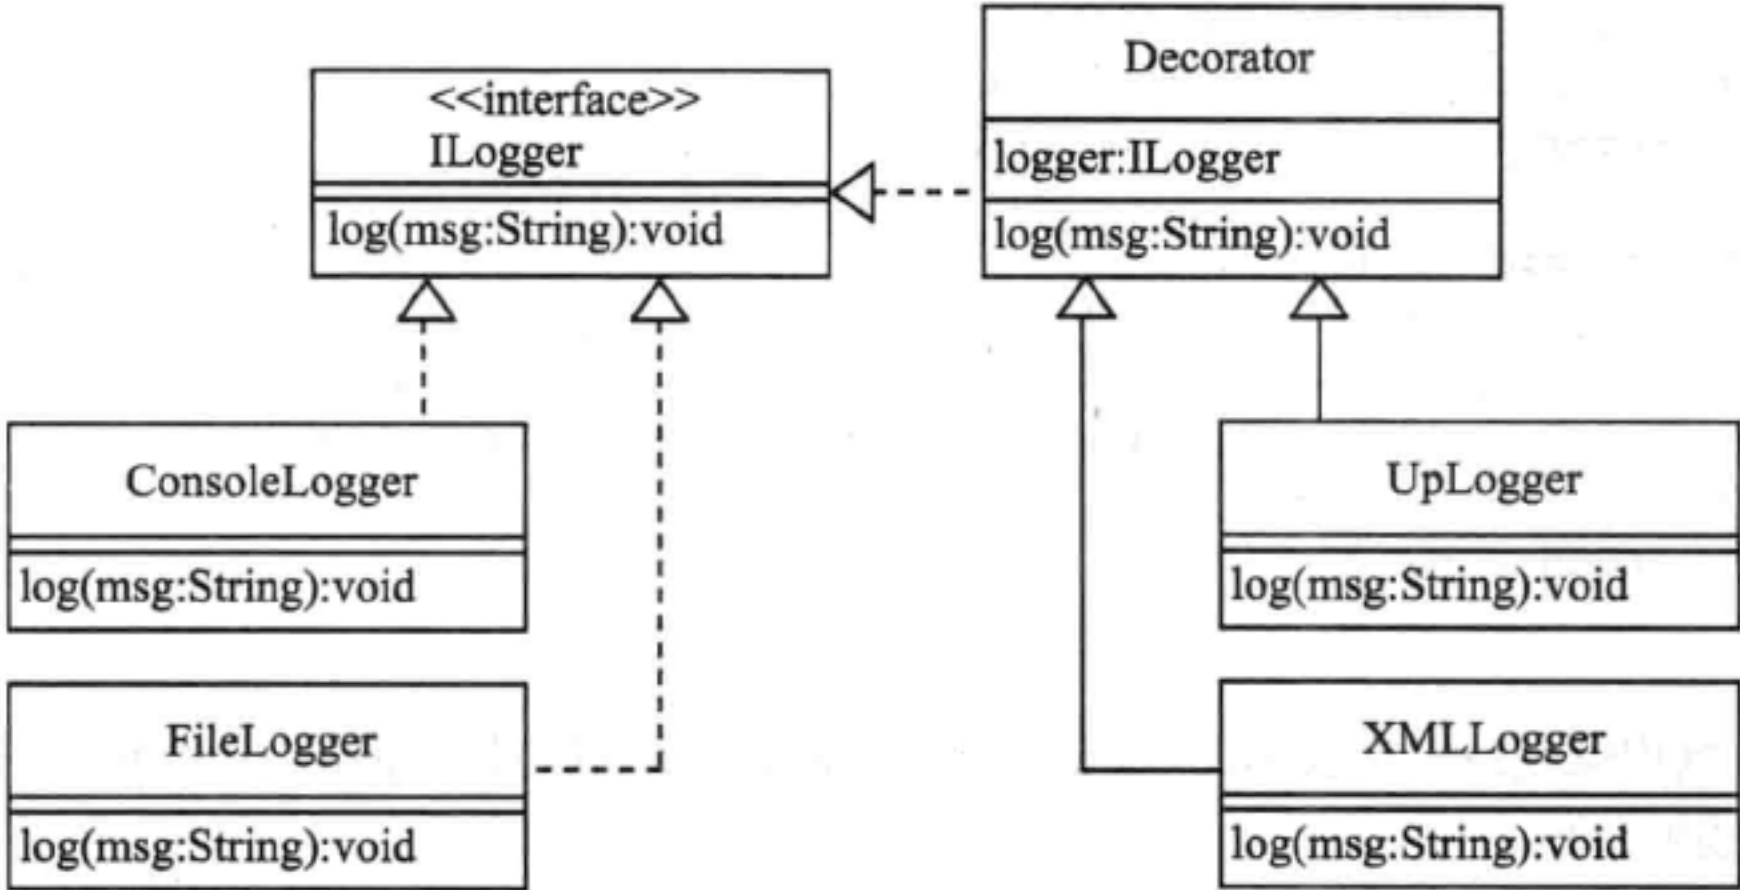 <<interface>>
ILogger
log(msg:String):void
Decorator
logger:ILogger
log(msg:String):void
ConsoleLogger
log(msg:String):void
UpLogger
log(msg:String):void
FileLogger
log(msg:String):void
XMLLogger
log(msg:String):void